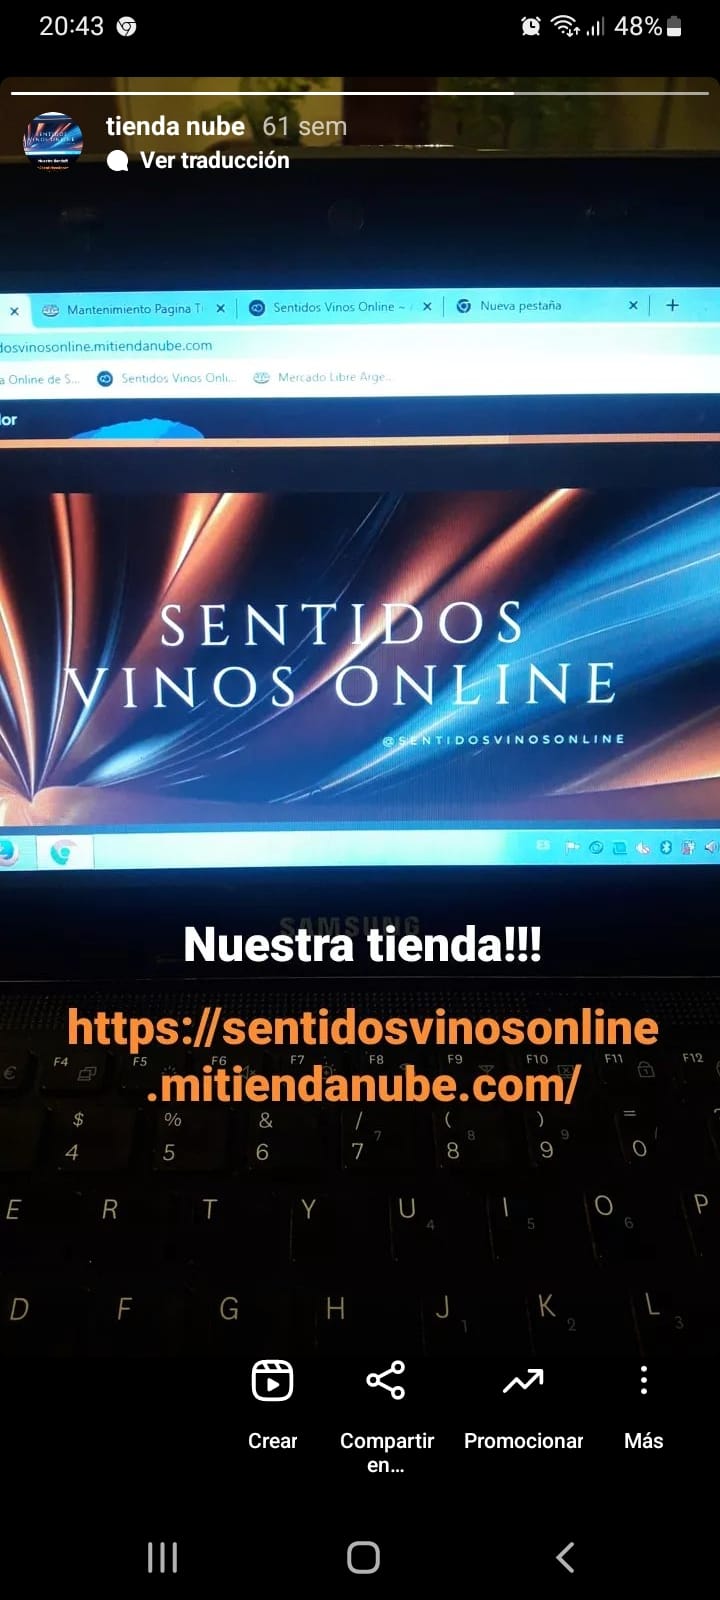 20:43 48%
tienda nube 61 sem
Ver traducción
Mantenimiento Pagina T
Sentidos Vinos Online ~
Nueva pestaña
dosvinosonline.mitiendanube.com
a Online de S...
Sentidos Vinos Onli...
Mercado Libre Arge...
or
SENTIDOS
VINOS ONLINE
@SENTIDOSVINOSONLINE
ES
SAMSUNG
Nuestra tienda!!!
https://sentidosvinosonline
.mitiendanube.com/
€ F4 F5 F6 F7 F8 F9 F10 F11 F12
$ % & / ( ) =
4 5 6 7 7 8 8 9 9 0 /
E R T Y U 4 I 5 O 6 P
D F G H J 1 K 2 L 3
Crear
Compartir
en...
Promocionar
Más